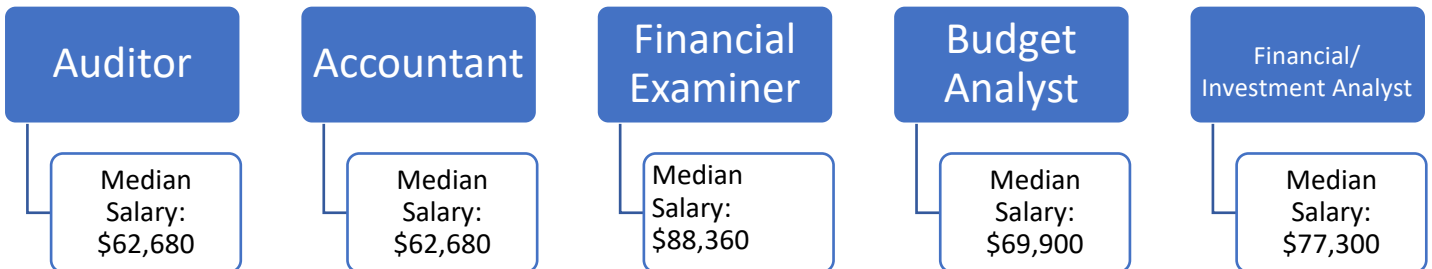 Auditor
Median
Salary:
$62,680
Accountant
Median
Salary:
$62,680
Financial
Examiner
Median
Salary:
$88,360
Budget
Analyst
Median
Salary:
$69,900
Financial/
Investment Analyst
Median
Salary:
$77,300